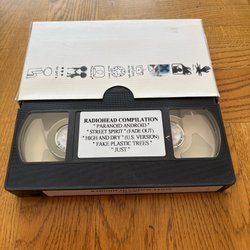 RADIOHEAD COMPILATION
"PARANOID ANDROID"
"STREET SPIRIT" (FADE OUT)
"HIGH AND DRY" (U.S. VERSION)
"FAKE PLASTIC TREES"
"JUST"